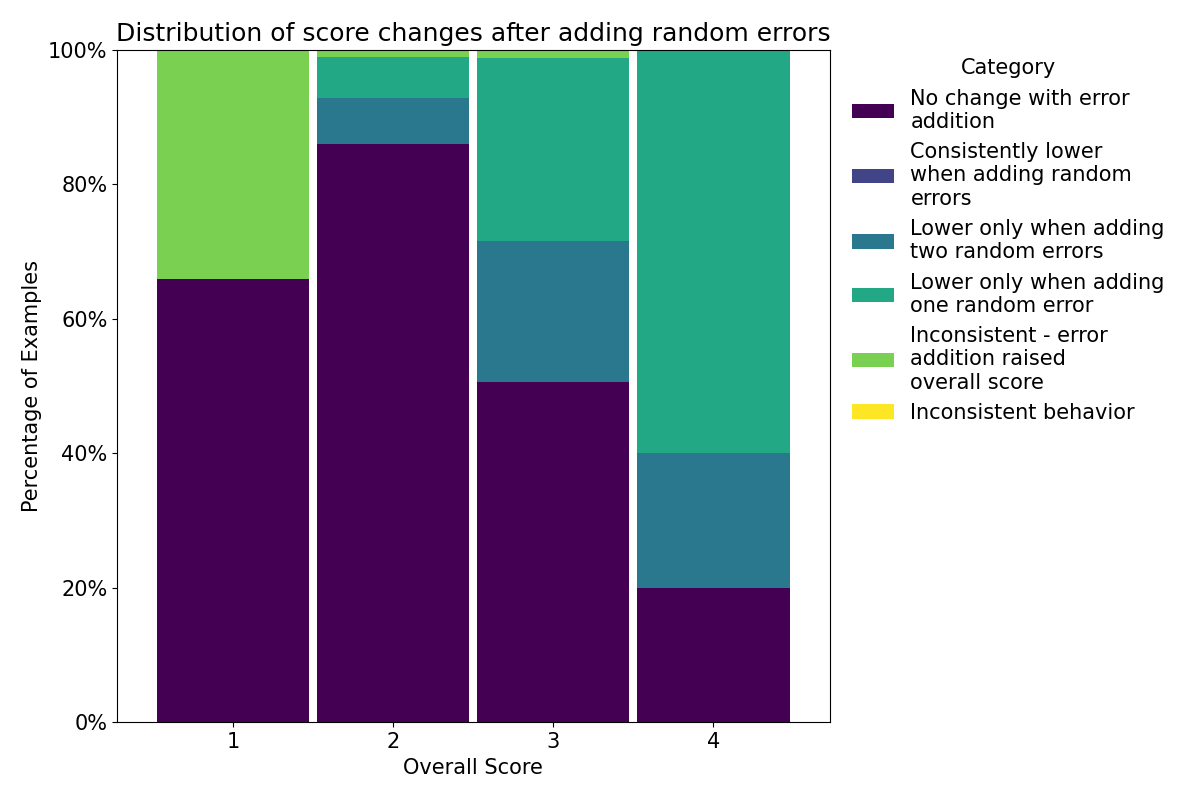 Distribution of score changes after adding random errors
100%
80%
60%
40%
20%
0%
Percentage of Examples
1
2
3
4
Overall Score
Category
No change with error
addition
Consistently lower
when adding random
errors
Lower only when adding
two random errors
Lower only when adding
one random error
Inconsistent - error
addition raised
overall score
Inconsistent behavior